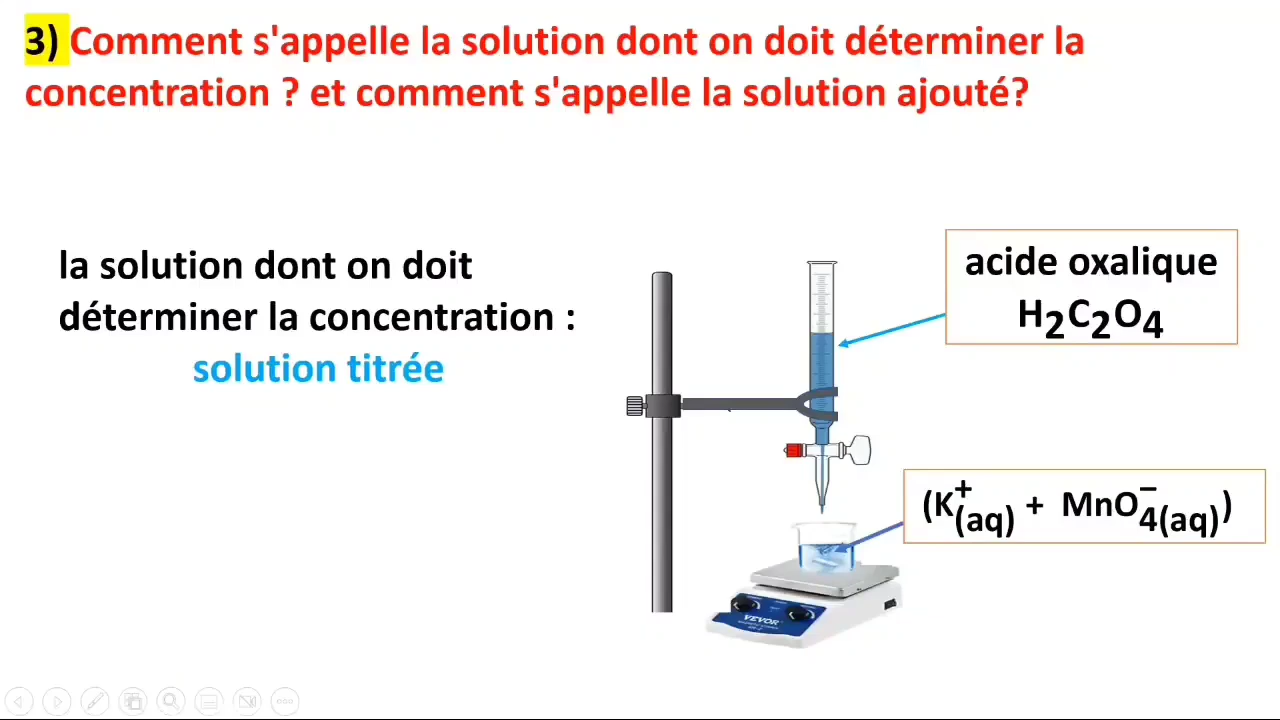 3) Comment s'appelle la solution dont on doit déterminer la
concentration ? et comment s'appelle la solution ajouté?
la solution dont on doit
déterminer la concentration :
solution titrée
acide oxalique
H2C2O4
(K+(aq) + MnO4−(aq))
VEVOR